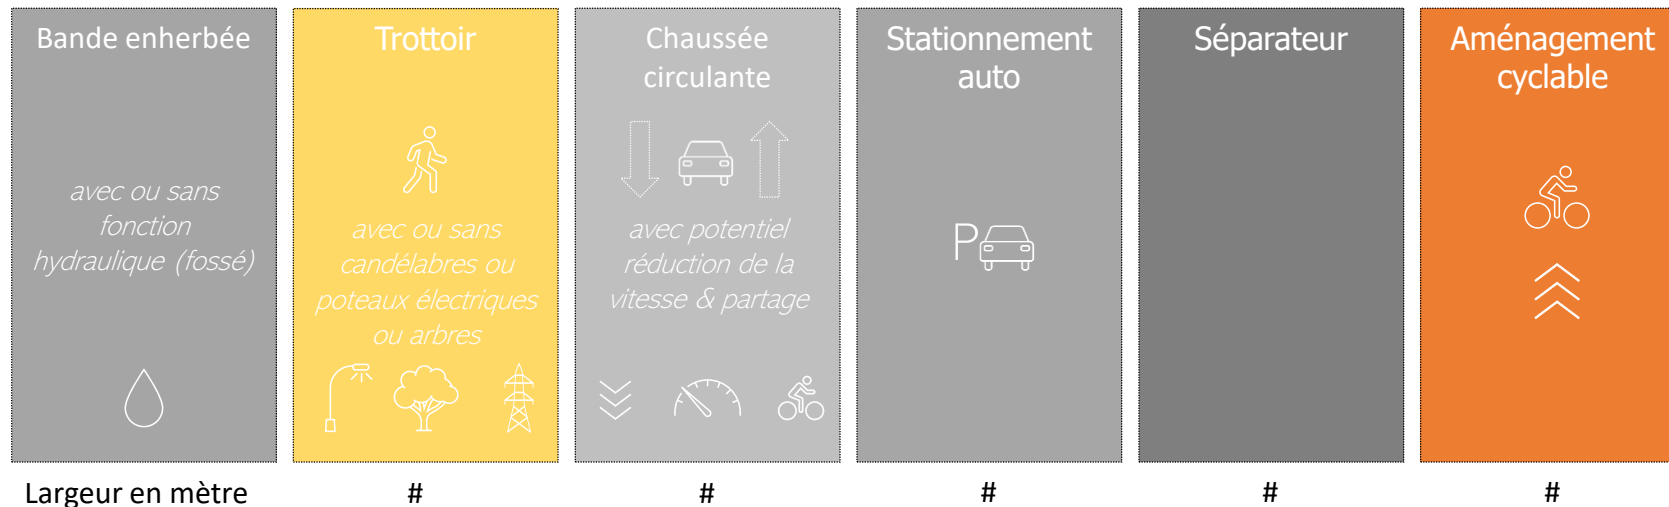 Bande enherbée
avec ou sans
fonction
hydraulique (fossé)
Trottoir
avec ou sans
candélabres ou
poteaux électriques
ou arbres
Chaussée
circulante
avec potentiel
réduction de la
vitesse & partage
Stationnement
auto
P
Séparateur
Aménagement
cyclable
Largeur en mètre
#
#
#
#
#